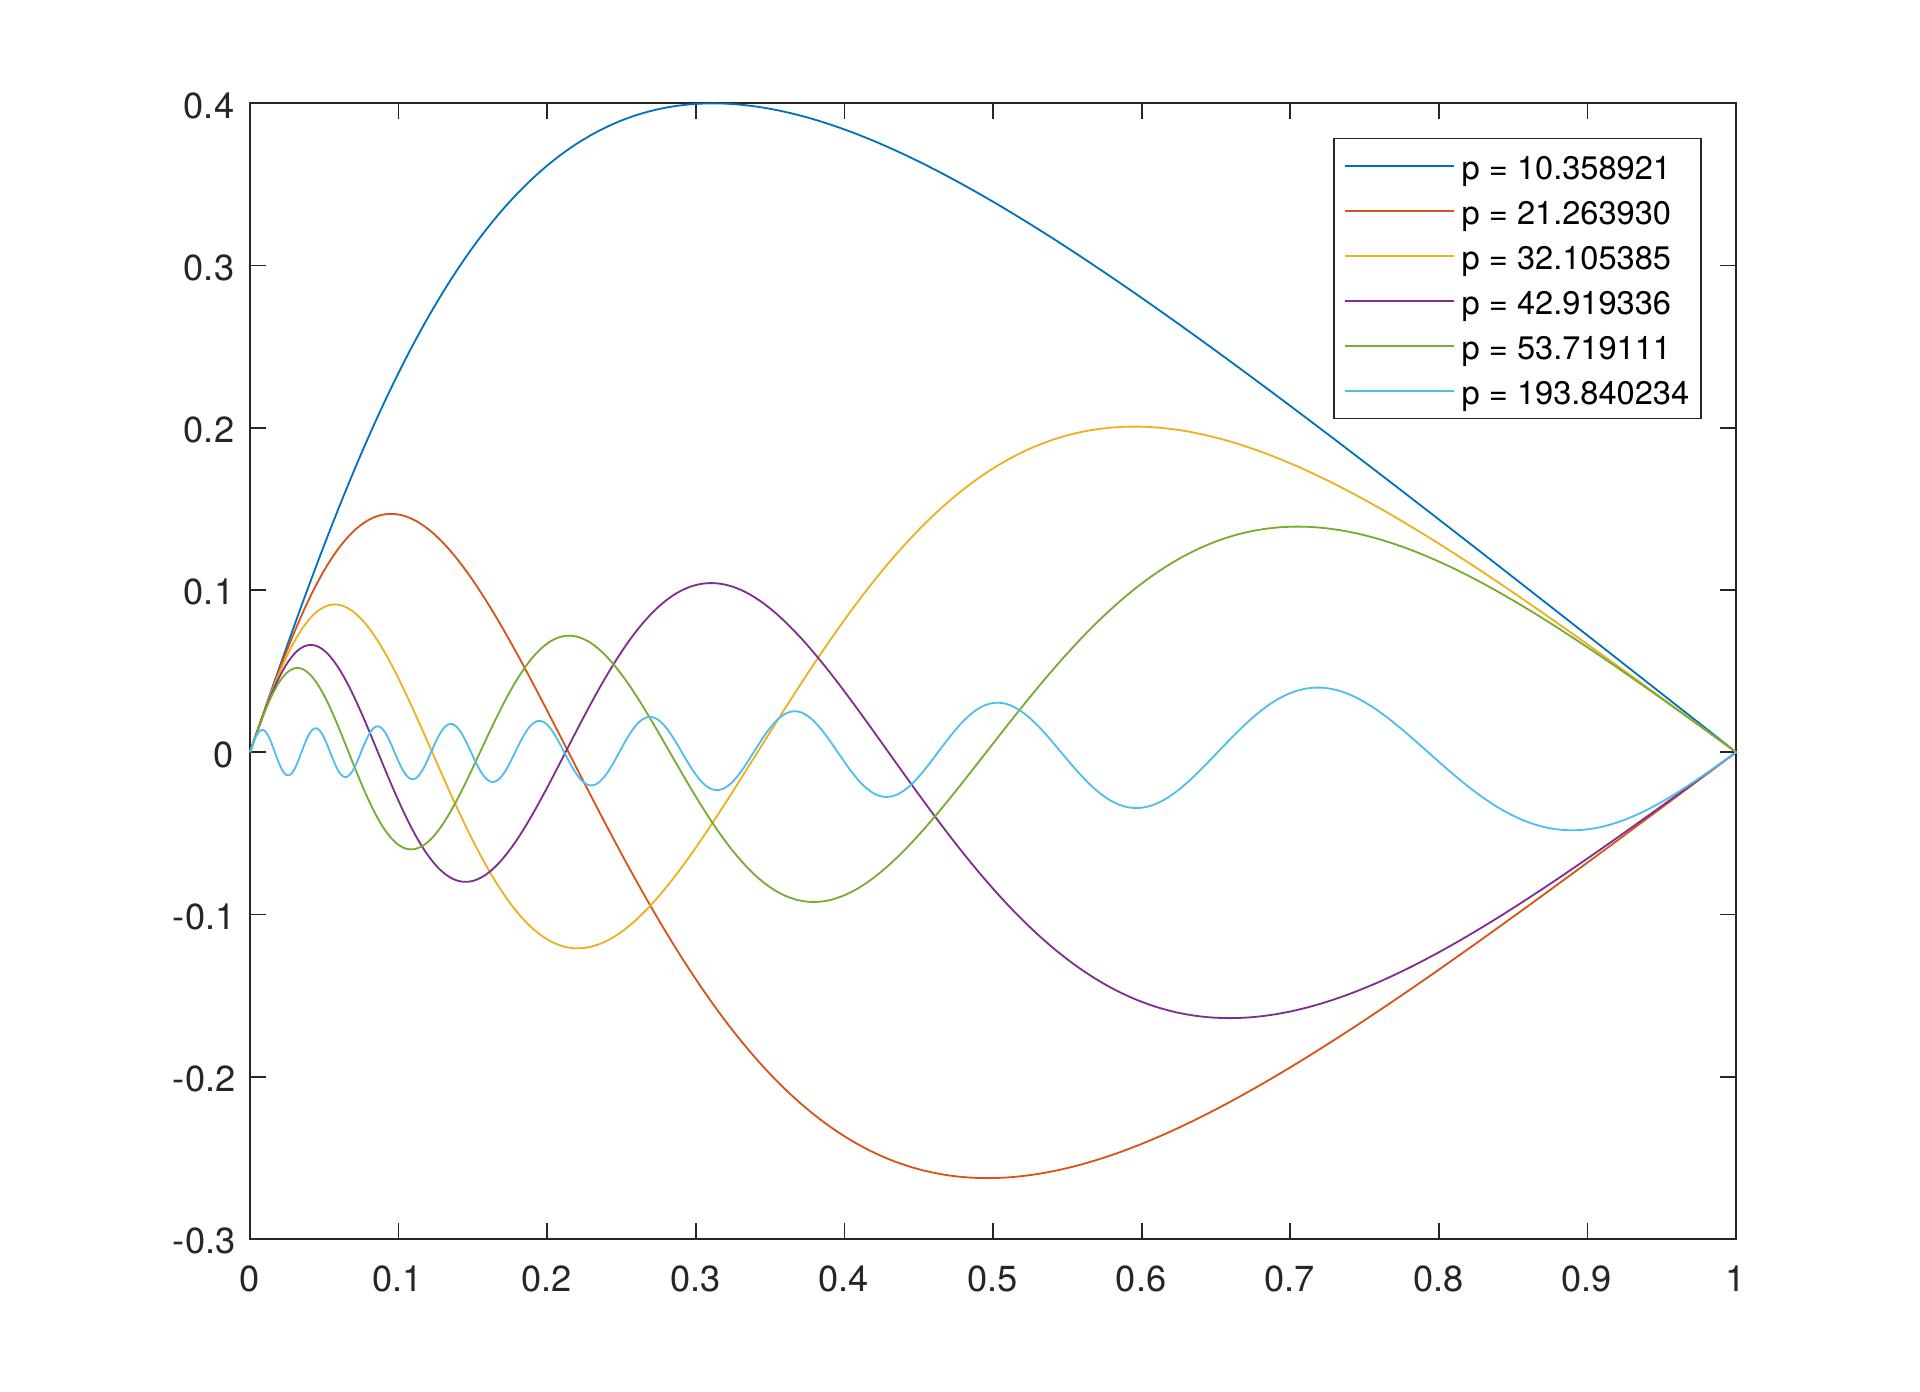 0.4
0.3
0.2
0.1
0
-0.1
-0.2
-0.3
0 0.1 0.2 0.3 0.4 0.5 0.6 0.7 0.8 0.9 1
p = 10.358921
p = 21.263930
p = 32.105385
p = 42.919336
p = 53.719111
p = 193.840234